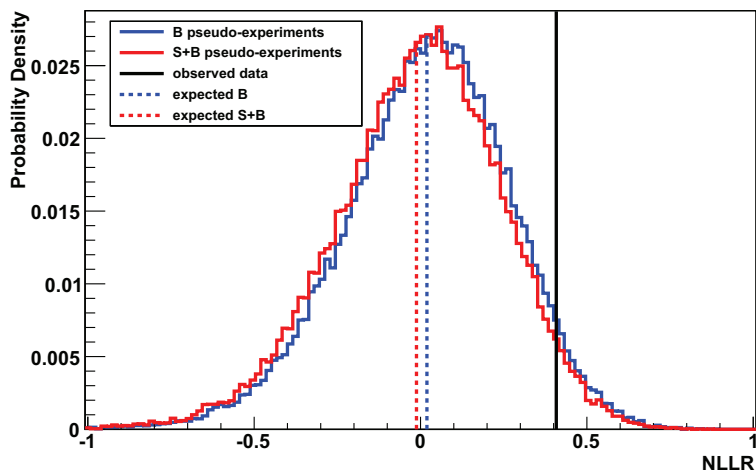 Probability Density
0.025
0.02
0.015
0.01
0.005
0
B pseudo-experiments
S+B pseudo-experiments
observed data
expected B
expected S+B
-1
-0.5
0
0.5
1
NLLR